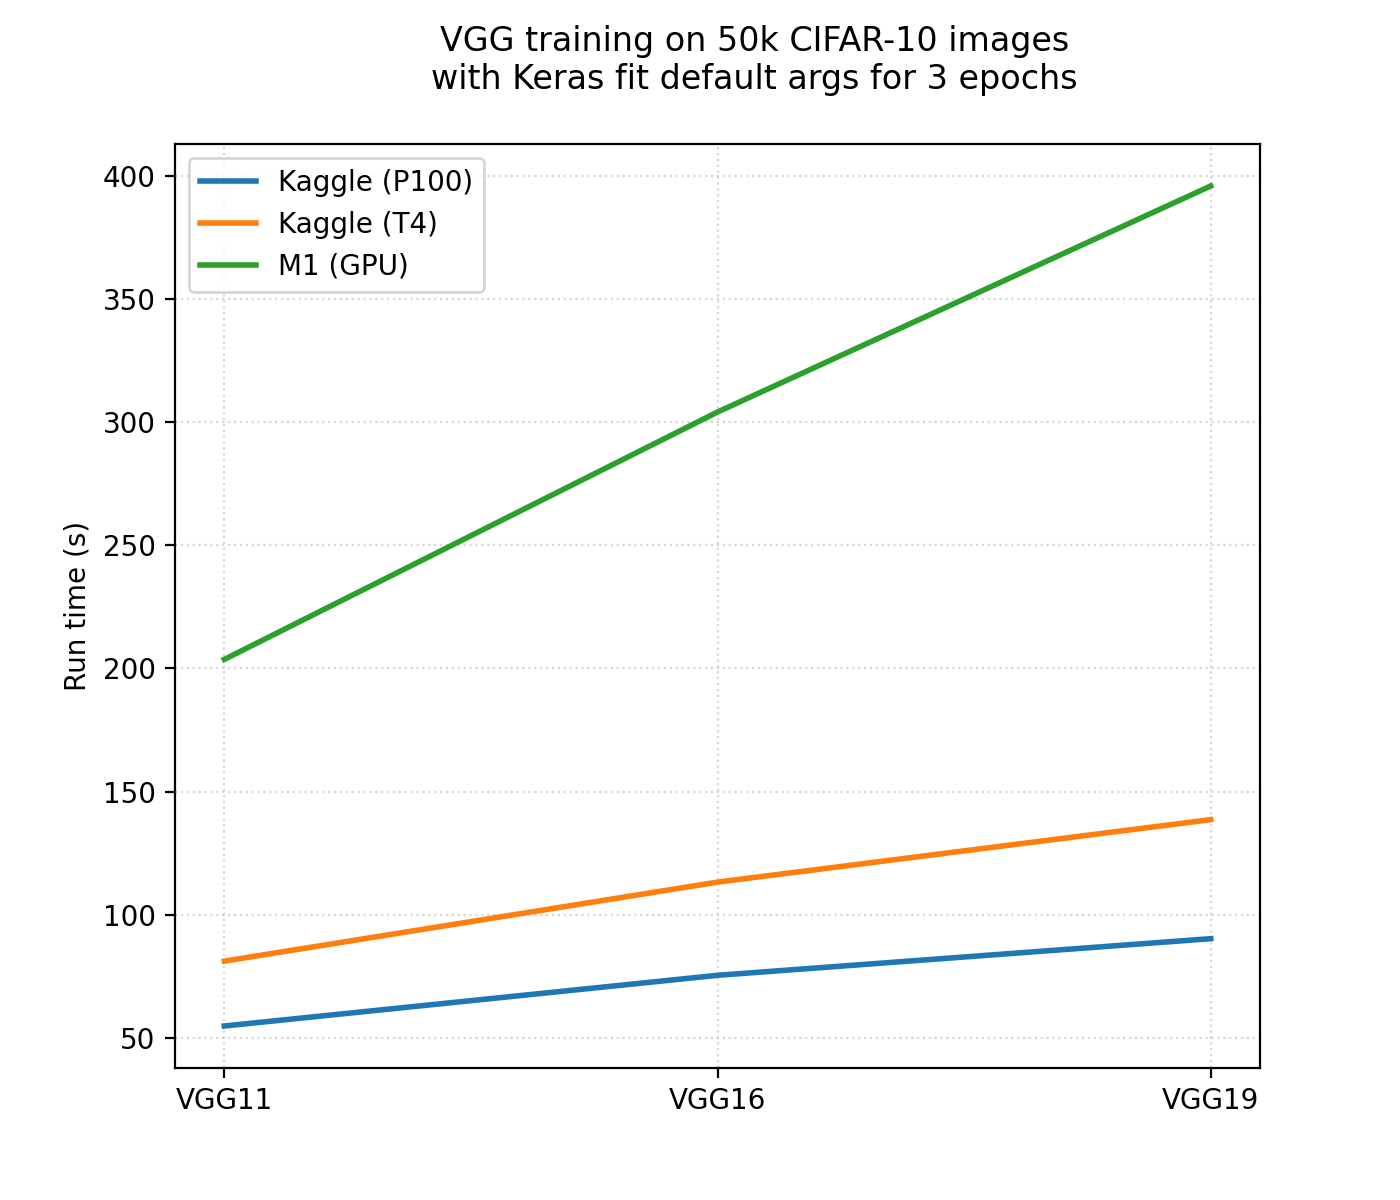 VGG training on 50k CIFAR-10 images
with Keras fit default args for 3 epochs
Kaggle (P100)
Kaggle (T4)
M1 (GPU)
Run time (s)
400
350
300
250
200
150
100
50
VGG11
VGG16
VGG19